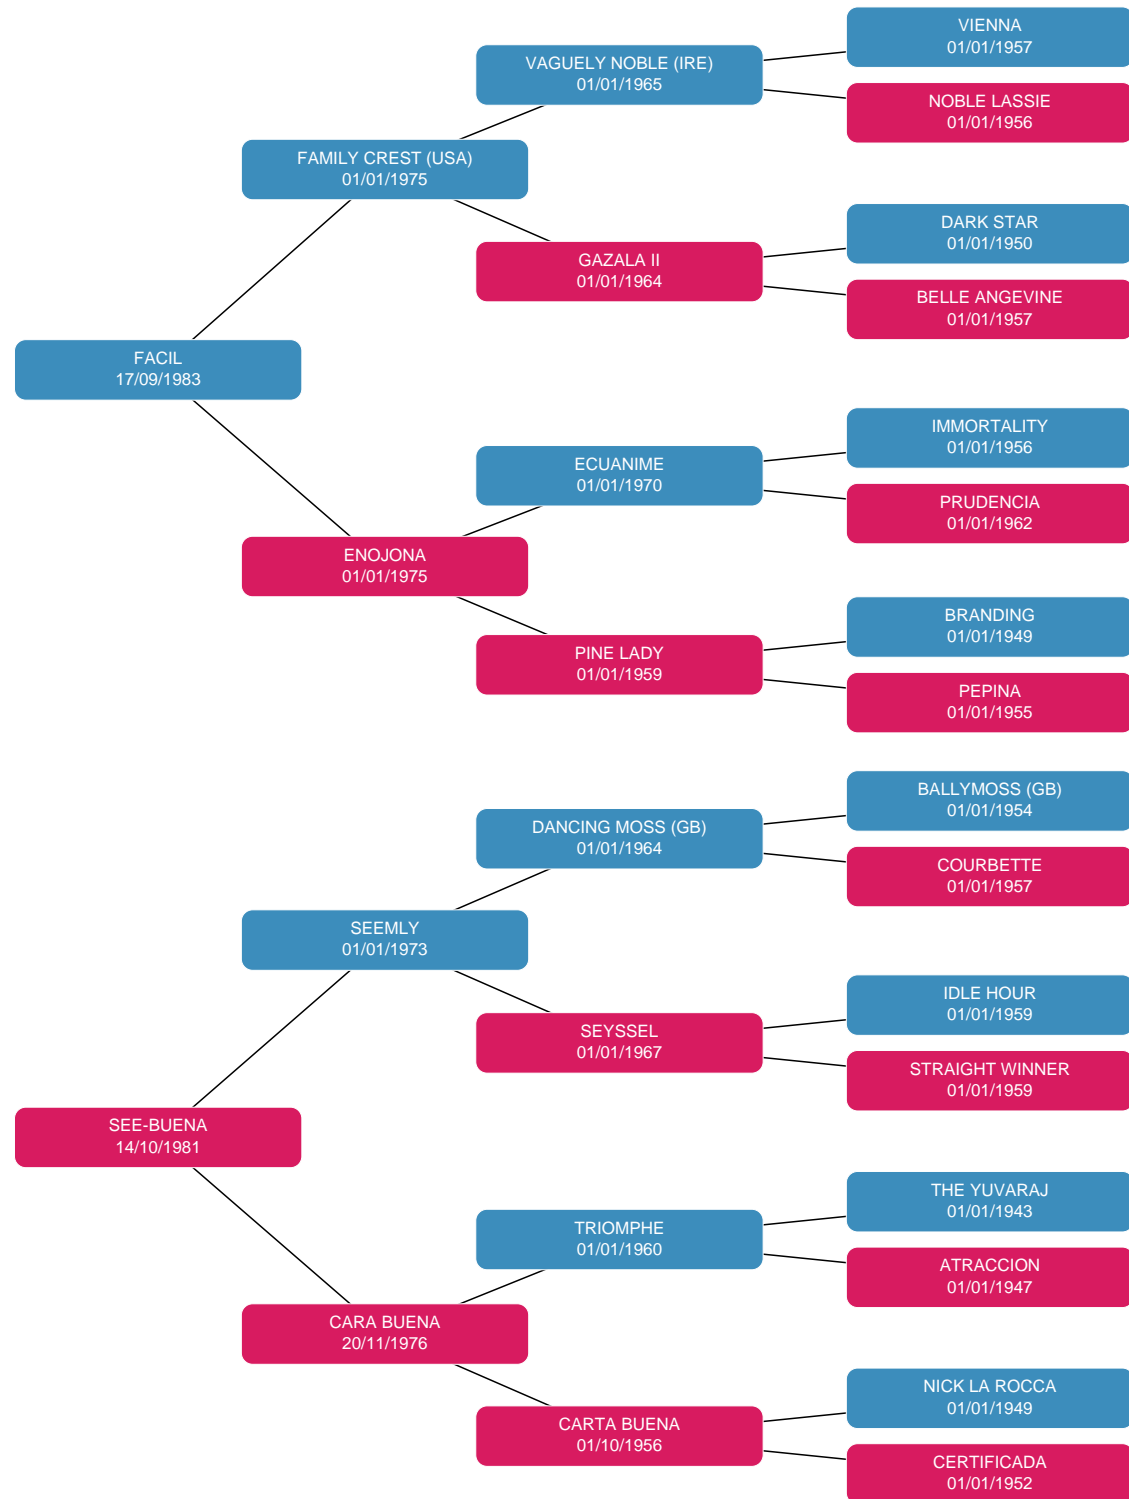 VIENNA
01/01/1957
VAGUELY NOBLE (IRE)
01/01/1965
NOBLE LASSIE
01/01/1956
FAMILY CREST (USA)
01/01/1975
DARK STAR
01/01/1950
GAZALA II
01/01/1964
BELLE ANGEVINE
01/01/1957
FACIL
17/09/1983
IMMORTALITY
01/01/1956
ECUANIME
01/01/1970
PRUDENCIA
01/01/1962
ENOJONA
01/01/1975
BRANDING
01/01/1949
PINE LADY
01/01/1959
PEPINA
01/01/1955
BALLYMOSS (GB)
01/01/1954
DANCING MOSS (GB)
01/01/1964
COURBETTE
01/01/1957
SEEMLY
01/01/1973
IDLE HOUR
01/01/1959
SEYSSEL
01/01/1967
STRAIGHT WINNER
01/01/1959
SEE-BUENA
14/10/1981
THE YUVARAJ
01/01/1943
TRIOMPHE
01/01/1960
ATRACCION
01/01/1947
CARA BUENA
20/11/1976
NICK LA ROCCA
01/01/1949
CARTA BUENA
01/10/1956
CERTIFICADA
01/01/1952